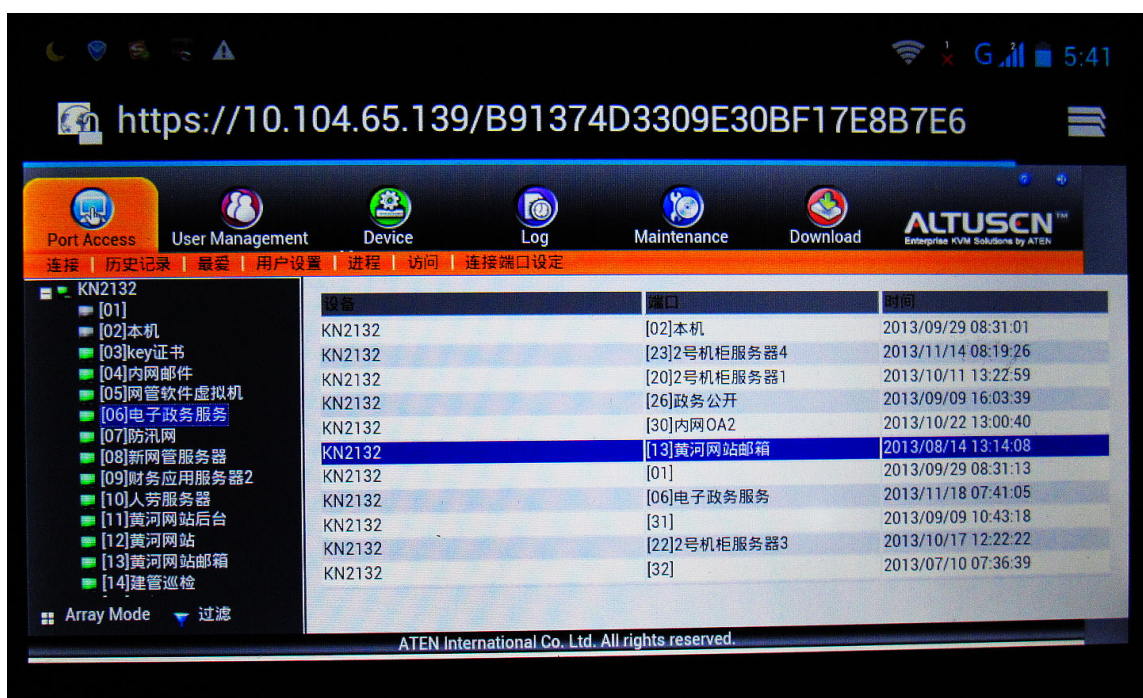 G 5:41
https://10.104.65.139/B91374D3309E30BF17E8B7E6
Port Access User Management Device Log Maintenance Download
ALTUSEN™
Enterprise KVM Solutions by ATEN
连接 | 历史记录 | 最爱 | 用户设置 | 进程 | 访问 | 连接端口设定
KN2132
[01]
[02]本机
[03]key证书
[04]内网邮件
[05]网管软件虚拟机
[06]电子政务服务
[07]防汛网
[08]新网管服务器
[09]财务应用服务器2
[10]人劳服务器
[11]黄河网站后台
[12]黄河网站
[13]黄河网站邮箱
[14]建管巡检
Array Mode 过滤
设备 端口 时间
KN2132 [02]本机 2013/09/29 08:31:01
KN2132 [23]2号机柜服务器4 2013/11/14 08:19:26
KN2132 [20]2号机柜服务器1 2013/10/11 13:22:59
KN2132 [26]政务公开 2013/09/09 16:03:39
KN2132 [30]内网OA2 2013/10/22 13:00:40
KN2132 [13]黄河网站邮箱 2013/08/14 13:14:08
KN2132 [01] 2013/09/29 08:31:13
KN2132 [06]电子政务服务 2013/11/18 07:41:05
KN2132 [31] 2013/09/09 10:43:18
KN2132 [22]2号机柜服务器3 2013/10/17 12:22:22
KN2132 [32] 2013/07/10 07:36:39
ATEN International Co. Ltd. All rights reserved.